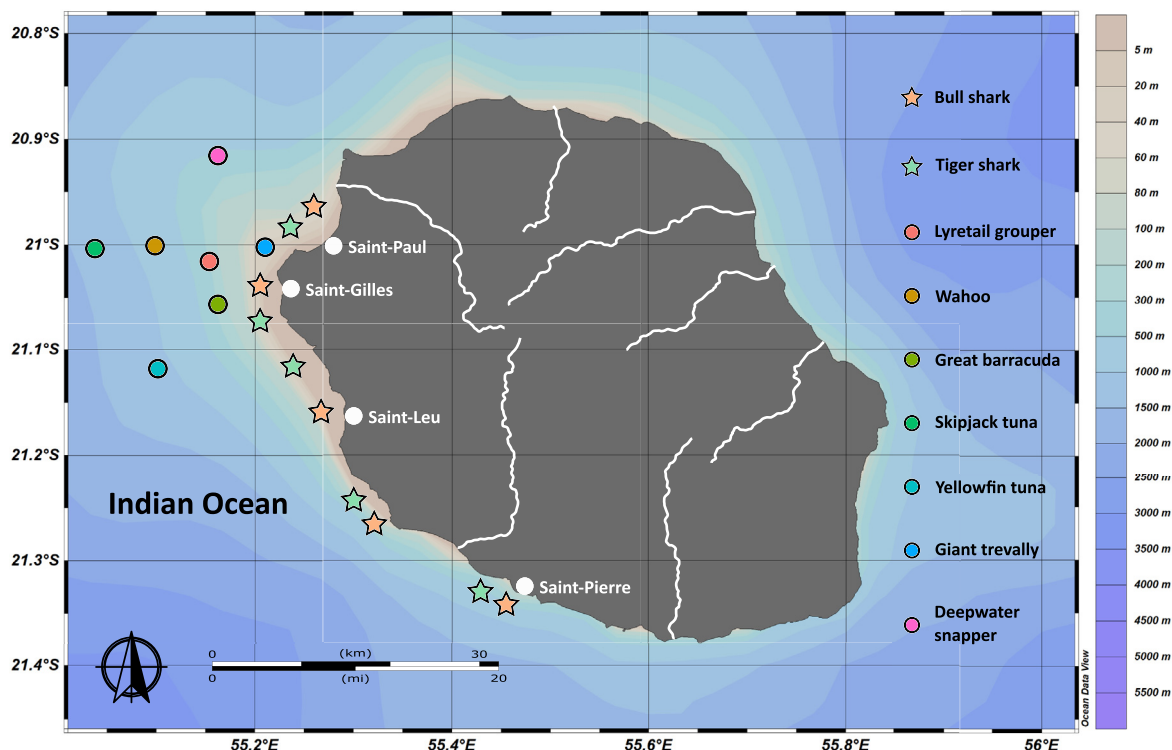 20.8°S
20.9°S
21°S
21.1°S
21.2°S
21.3°S
21.4°S
55.2°E
55.4°E
55.6°E
55.8°E
56°E
Saint-Paul
Saint-Gilles
Saint-Leu
Saint-Pierre
Indian Ocean
0 (km) 30
0 (mi) 20
Bull shark
Tiger shark
Lyretail grouper
Wahoo
Great barracuda
Skipjack tuna
Yellowfin tuna
Giant trevally
Deepwater
snapper
Ocean Data View
5 m
20 m
40 m
60 m
80 m
100 m
200 m
300 m
500 m
1000 m
1500 m
2000 m
2500 m
3000 m
3500 m
4000 m
4500 m
5000 m
5500 m